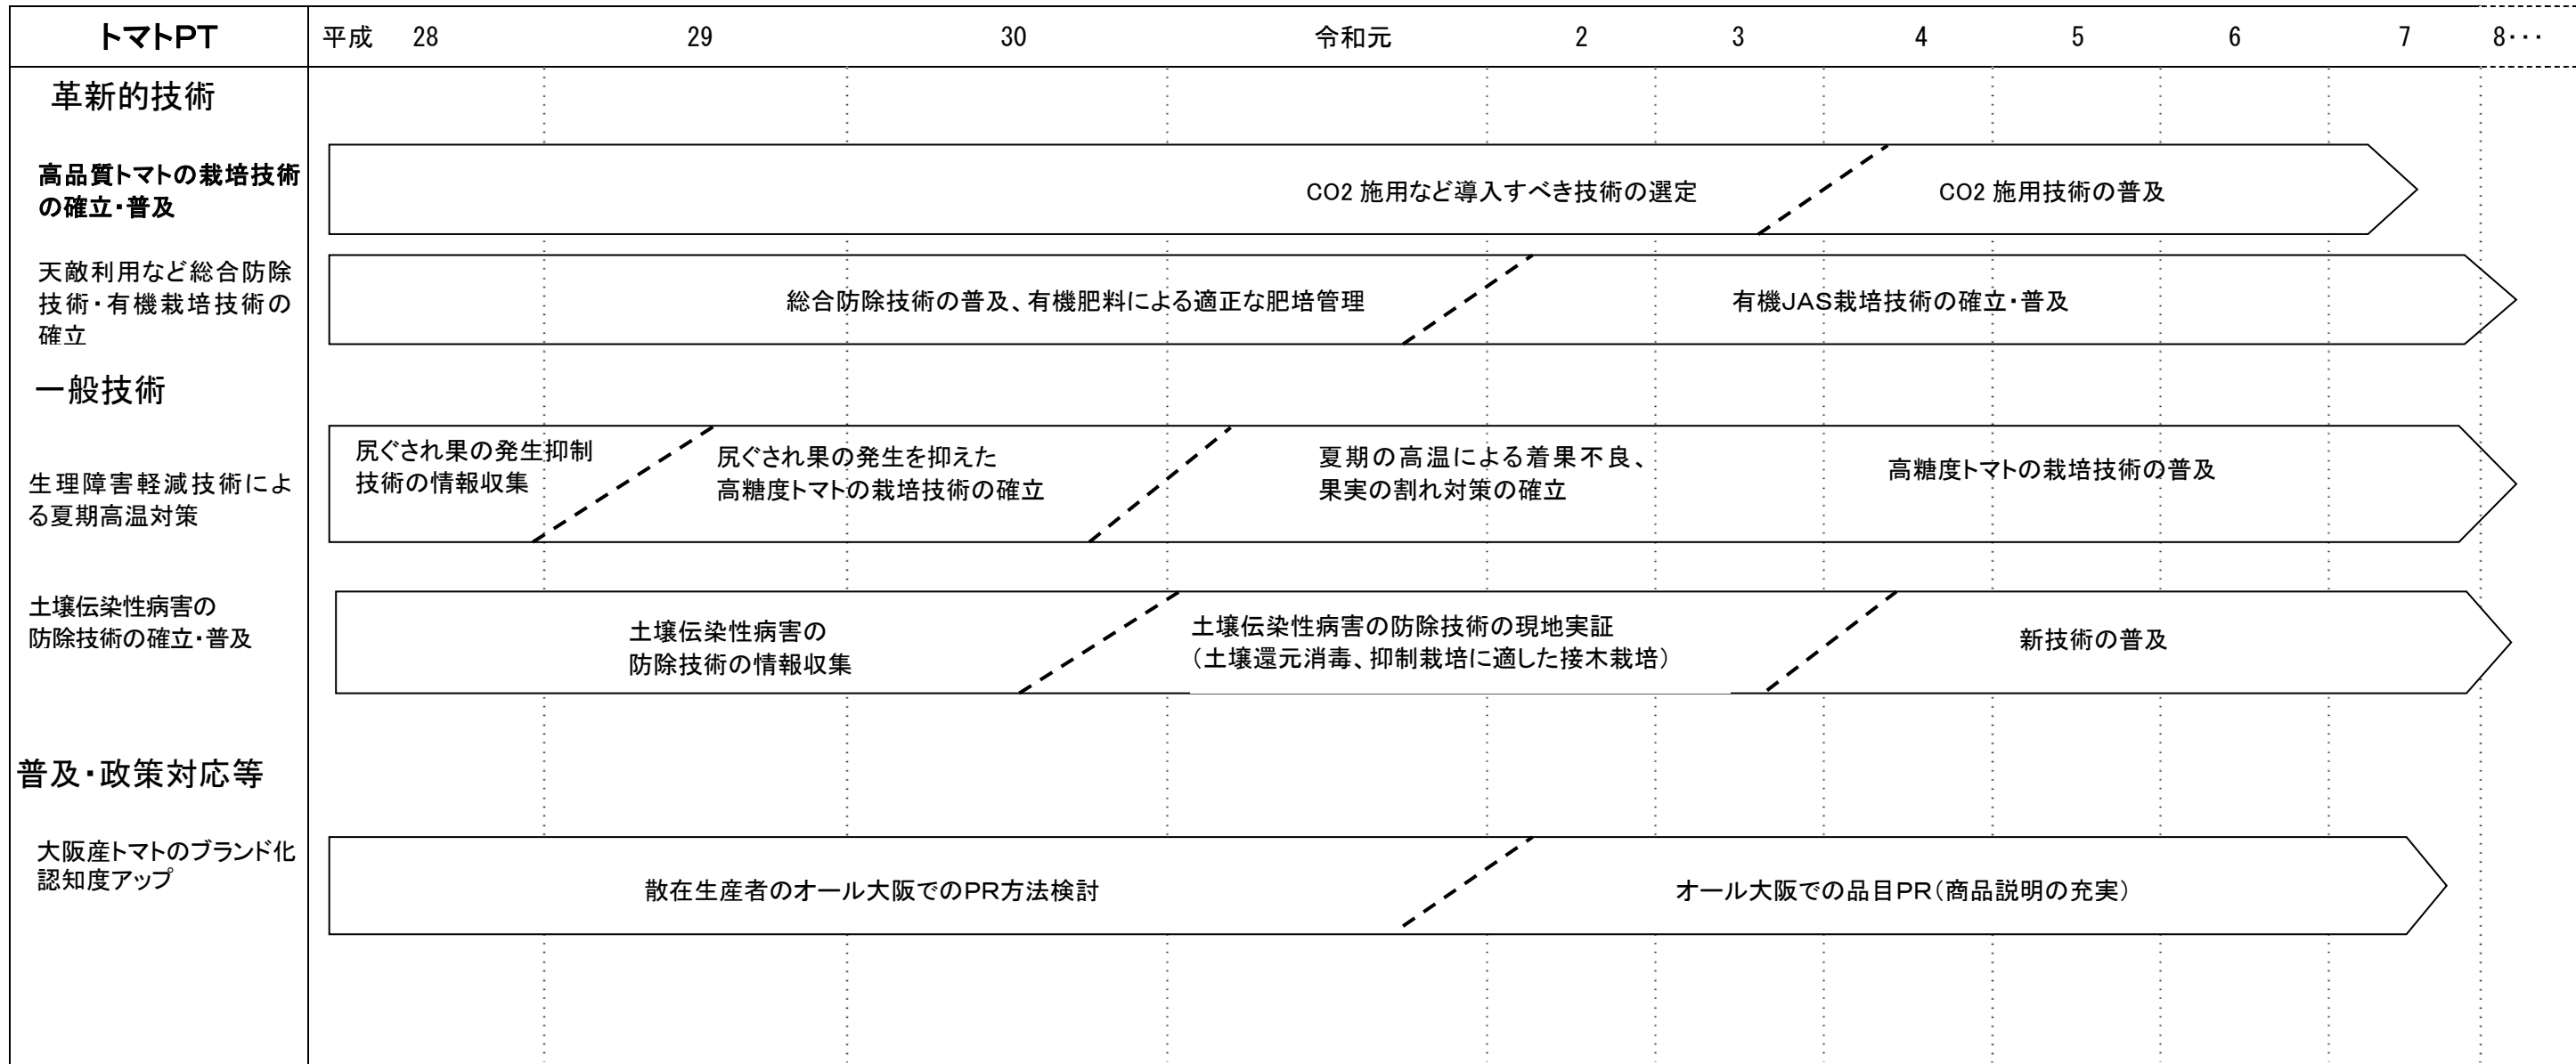 トマトPT
平成 28 29 30 令和元 2 3 4 5 6 7 8・・・
革新的技術
高品質トマトの栽培技術
の確立・普及
CO2 施用など導入すべき技術の選定
CO2 施用技術の普及
天敵利用など総合防除
技術・有機栽培技術の
確立
総合防除技術の普及、有機肥料による適正な肥培管理
有機JAS栽培技術の確立・普及
一般技術
生理障害軽減技術によ
る夏期高温対策
尻ぐされ果の発生抑制
技術の情報収集
尻ぐされ果の発生を抑えた
高糖度トマトの栽培技術の確立
夏期の高温による着果不良、
果実の割れ対策の確立
高糖度トマトの栽培技術の普及
土壌伝染性病害の
防除技術の確立・普及
土壌伝染性病害の
防除技術の情報収集
土壌伝染性病害の防除技術の現地実証
（土壌還元消毒、抑制栽培に適した接木栽培）
新技術の普及
普及・政策対応等
大阪産トマトのブランド化
認知度アップ
散在生産者のオール大阪でのPR方法検討
オール大阪での品目PR（商品説明の充実）